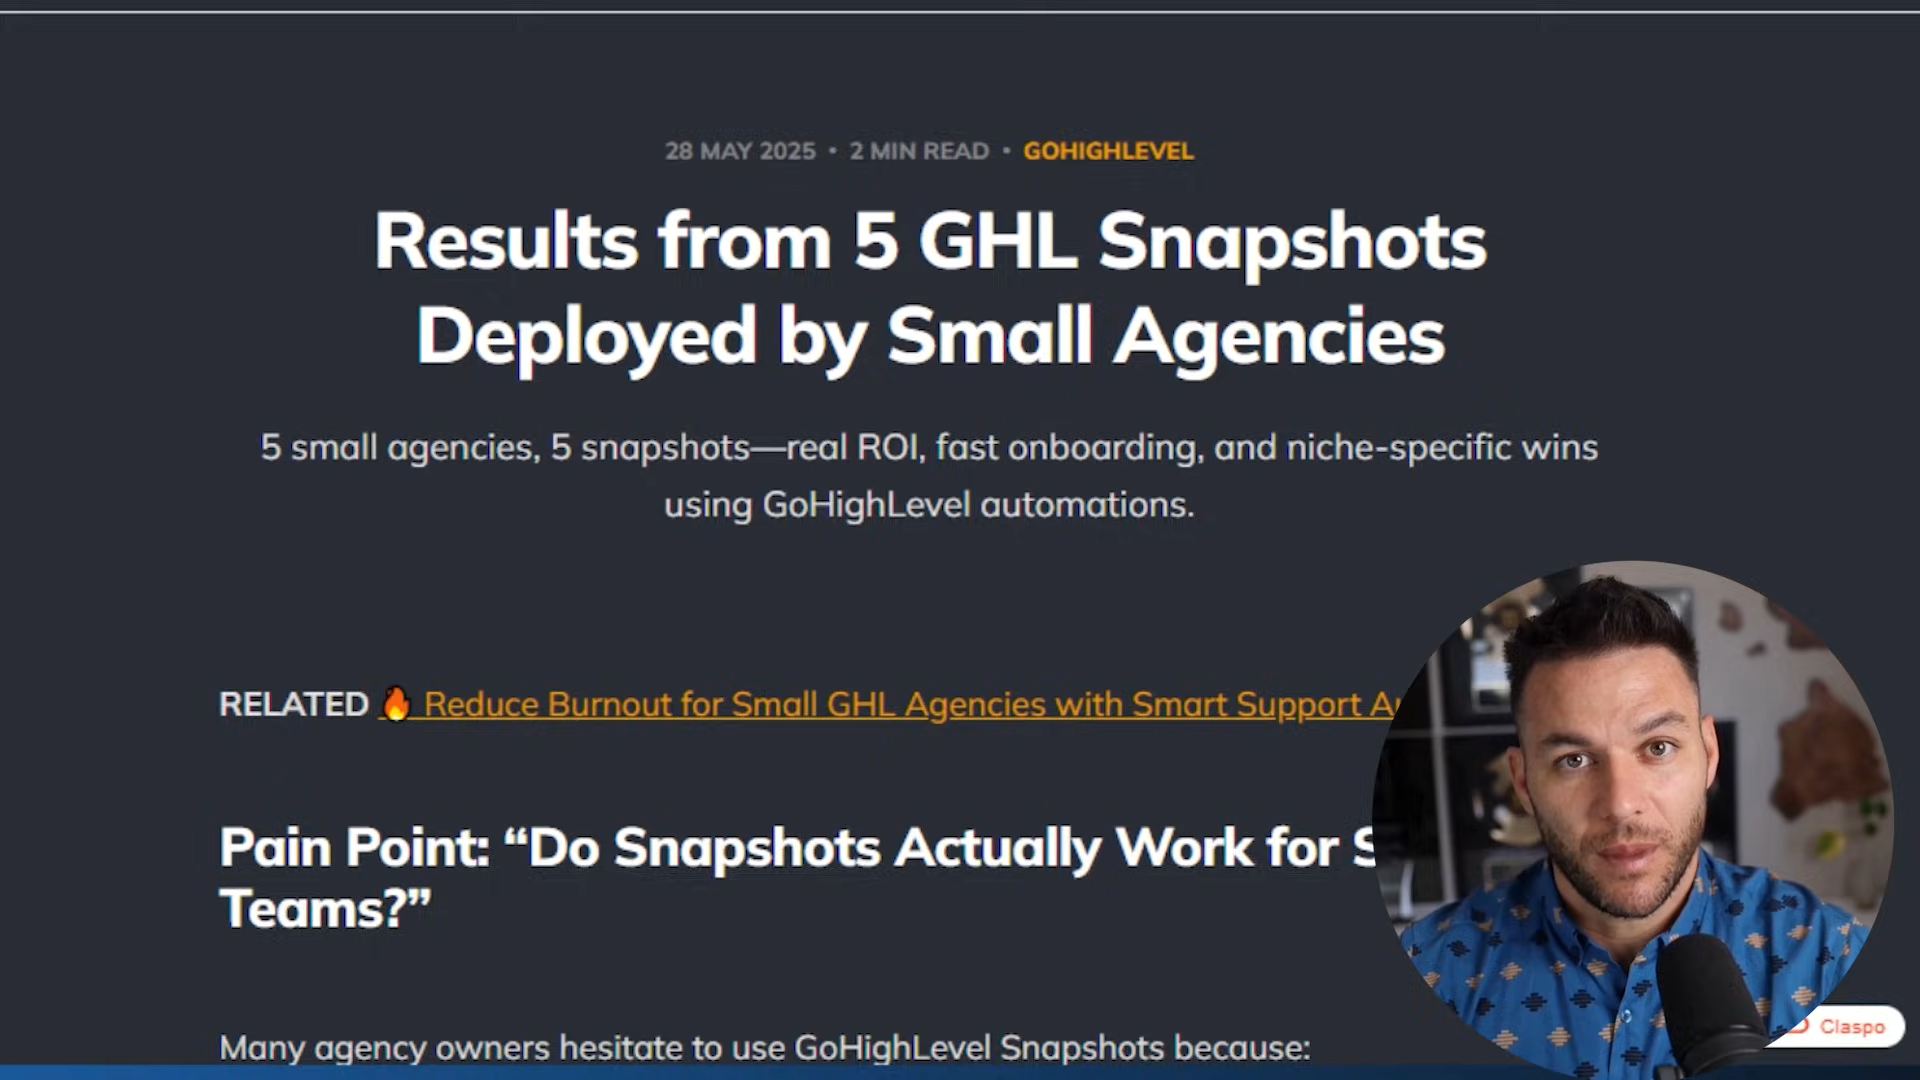 28 MAY 2025 • 2 MIN READ • GOHIGHLEVEL
Results from 5 GHL Snapshots
Deployed by Small Agencies
5 small agencies, 5 snapshots—real ROI, fast onboarding, and niche-specific wins
using GoHighLevel automations.
RELATED 🔥 Reduce Burnout for Small GHL Agencies with Smart Support
Pain Point: “Do Snapshots Actually Work for
Teams?”
Many agency owners hesitate to use GoHighLevel Snapshots because:
Claspo